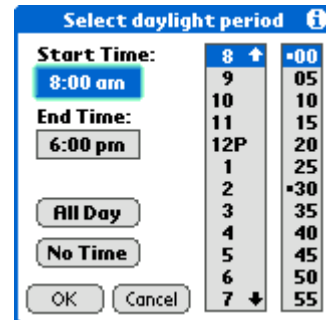 Select daylight period
Start Time:
8:00 am
End Time:
6:00 pm
All Day
No Time
OK Cancel
8
9
10
11
12P
1
2
3
4
5
6
7
▪00
05
10
15
20
25
▪30
35
40
45
50
55